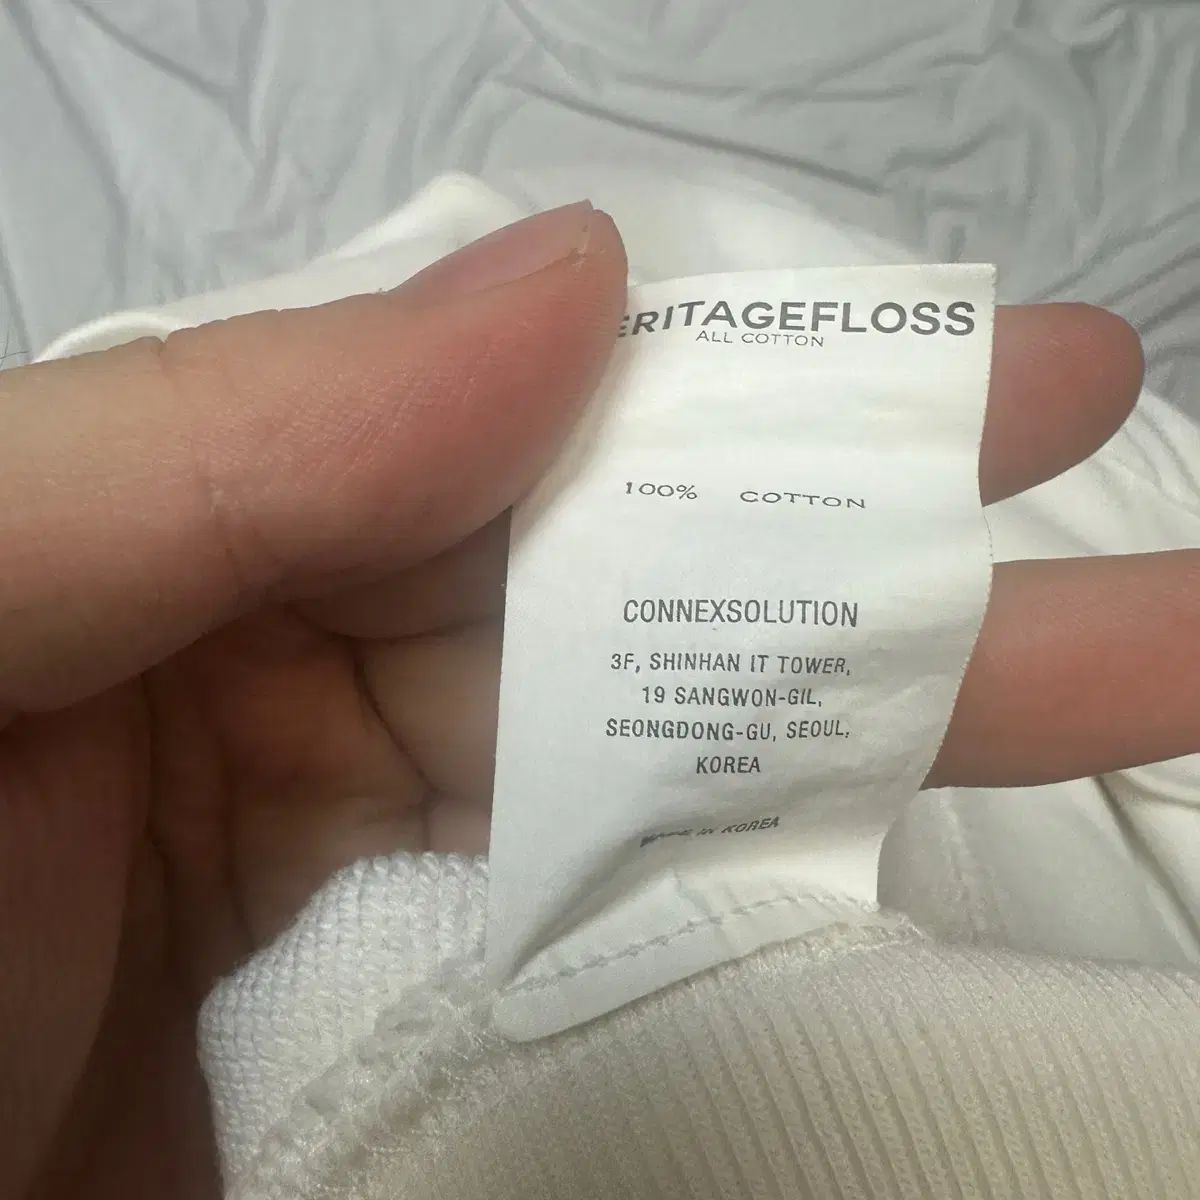 ERITAGEFLOSS
ALL COTTON
100% COTTON
CONNEXSOLUTION
3F, SHINHAN IT TOWER,
19 SANGWON-GIL,
SEONGDONG-GU, SEOUL,
KOREA
MADE IN KOREA